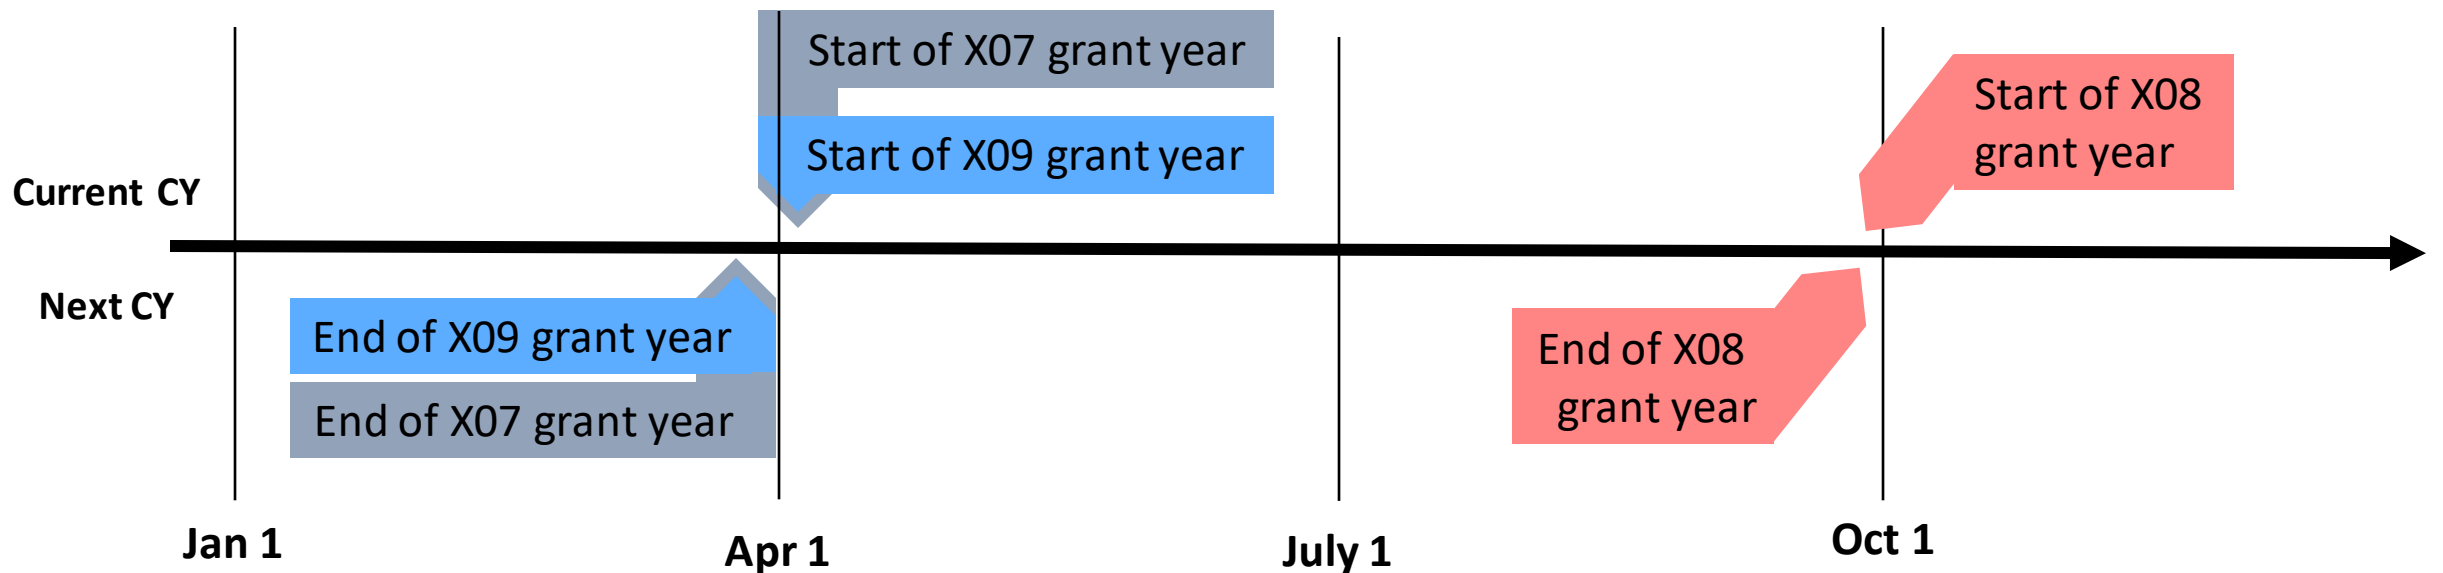 Start of X07 grant year
Start of X09 grant year
Start of X08
grant year
Current CY
Next CY
End of X09 grant year
End of X07 grant year
End of X08
grant year
Jan 1
Apr 1
July 1
Oct 1